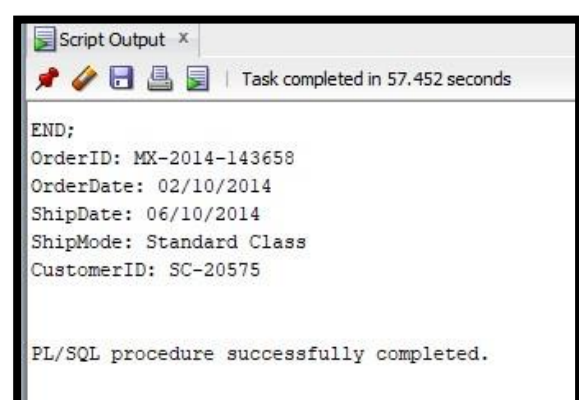 Script Output x
Task completed in 57.452 seconds
END;
OrderID: MX-2014-143658
OrderDate: 02/10/2014
ShipDate: 06/10/2014
ShipMode: Standard Class
CustomerID: SC-20575
PL/SQL procedure successfully completed.